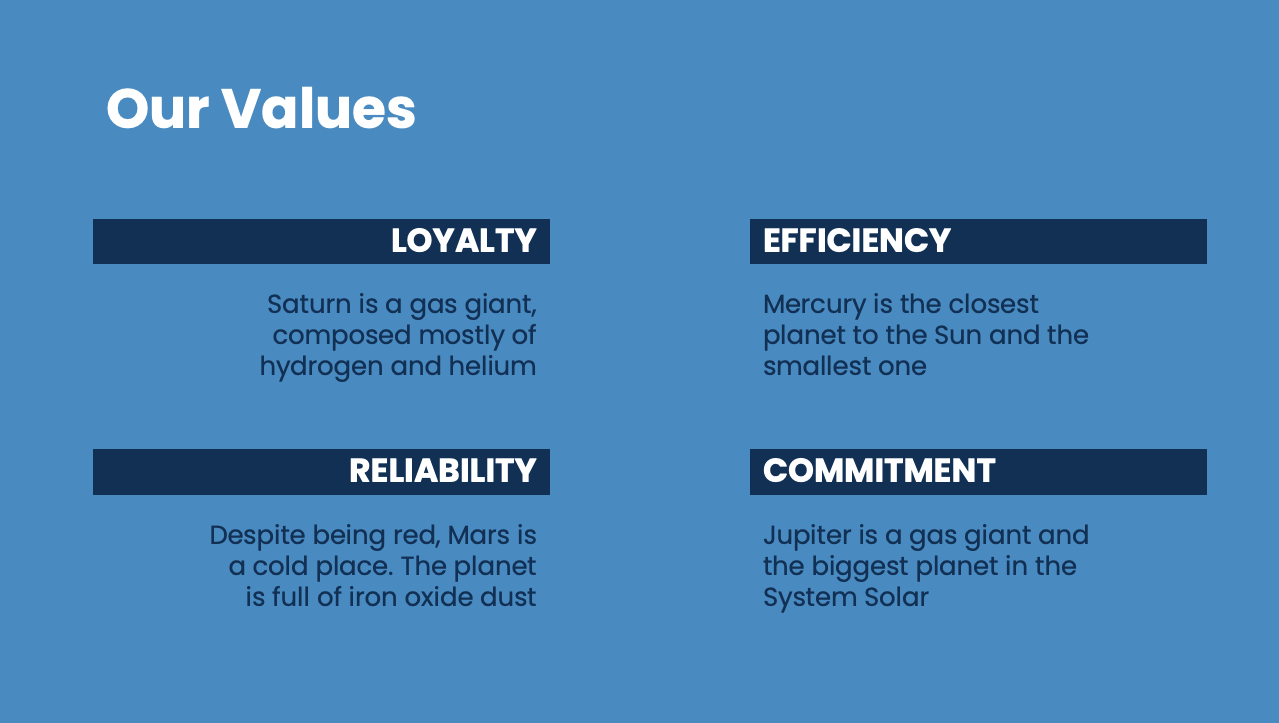 Our Values
LOYALTY
Saturn is a gas giant,
composed mostly of
hydrogen and helium
EFFICIENCY
Mercury is the closest
planet to the Sun and the
smallest one
RELIABILITY
Despite being red, Mars is
a cold place. The planet
is full of iron oxide dust
COMMITMENT
Jupiter is a gas giant and
the biggest planet in the
System Solar